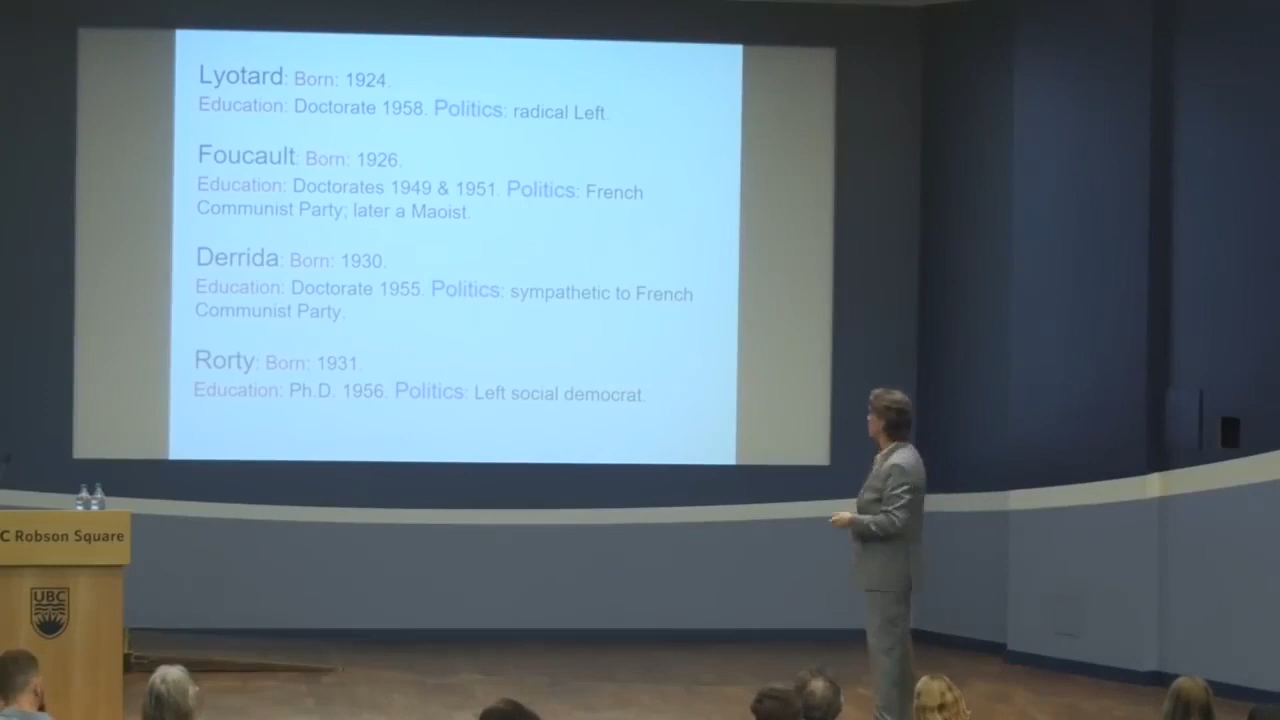 Lyotard: Born: 1924.
Education: Doctorate 1958. Politics: radical Left.
Foucault: Born: 1926.
Education: Doctorates 1949 & 1951. Politics: French
Communist Party; later a Maoist.
Derrida: Born: 1930.
Education: Doctorate 1955. Politics: sympathetic to French
Communist Party.
Rorty: Born: 1931.
Education: Ph.D. 1956. Politics: Left social democrat.
C Robson Square
UBC